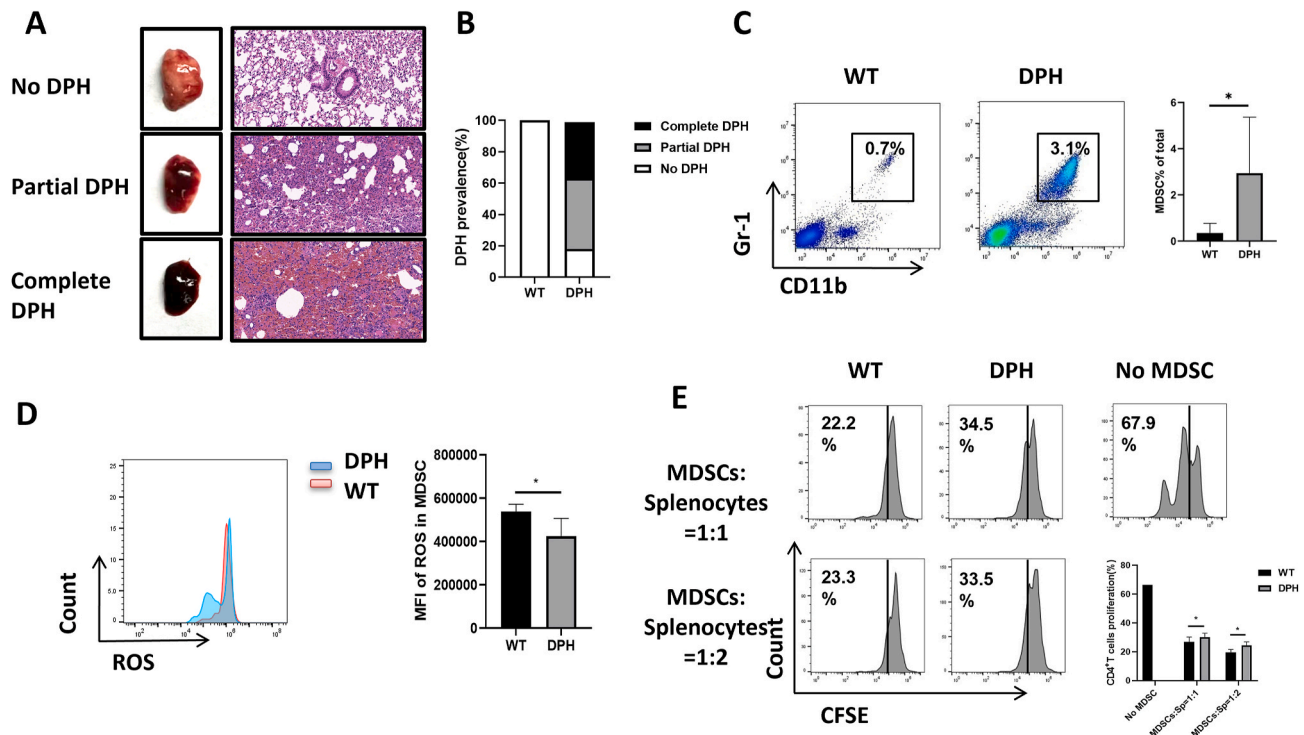 A
No DPH
Partial DPH
Complete
DPH
B
DPH prevalence(%)
100
80
60
40
20
0
WT
DPH
Complete DPH
Partial DPH
No DPH
C
WT
DPH
0.7%
3.1%
Gr-1
CD11b
MDSC% of total
6
4
2
0
*
WT
DPH
D
Count
ROS
DPH
WT
MFI of ROS in MDSC
800000
600000
400000
200000
0
*
WT
DPH
E
WT
DPH
No MDSC
MDSCs:
Splenocytes
=1:1
22.2
%
34.5
%
67.9
%
MDSCs:
Splenocytes
=1:2
23.3
%
33.5
%
Count
CFSE
CD4⁺T cells proliferation(%)
80
60
40
20
0
*
*
No MDSC
MDSCs:Sp=1:1
MDSCs:Sp=1:2
WT
DPH